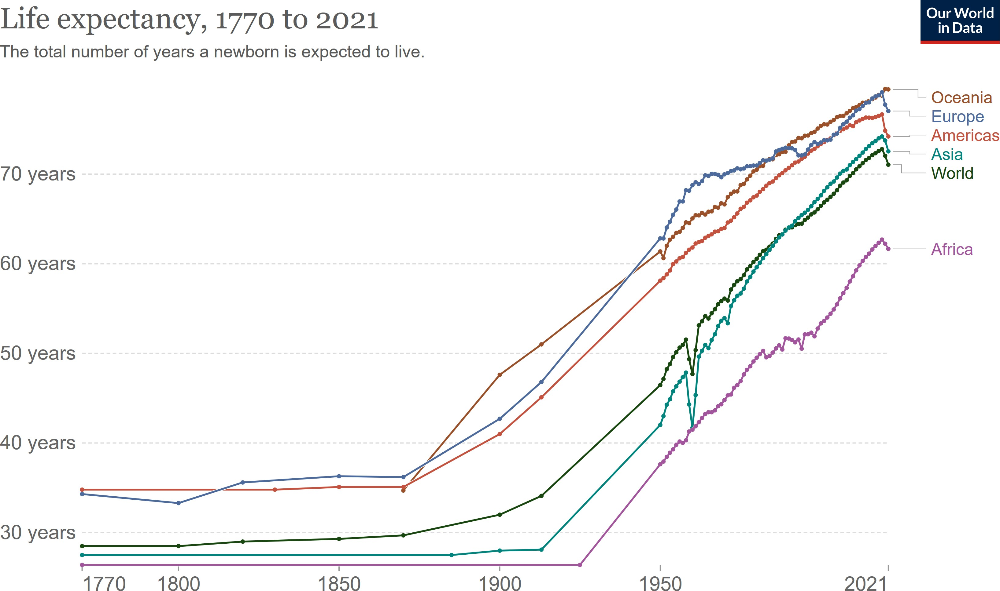 Life expectancy, 1770 to 2021
Our World
in Data
The total number of years a newborn is expected to live.
Oceania
Europe
Americas
Asia
70 years
World
Africa
60 years
50 years
40 years
30 years
1770
1800
1850
1900
1950
2021